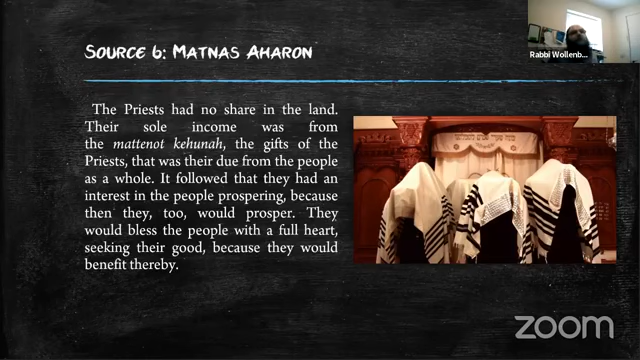 Source 6: Matnas Aharon
The Priests had no share in the land.
Their sole income was from
the mattenot kehunah, the gifts of the
Priests, that was their due from the people
as a whole. It followed that they had an
interest in the people prospering, because
then they, too, would prosper. They
would bless the people with a full heart,
seeking their good, because they would
benefit thereby.
Rabbi Wollenb...
zoom